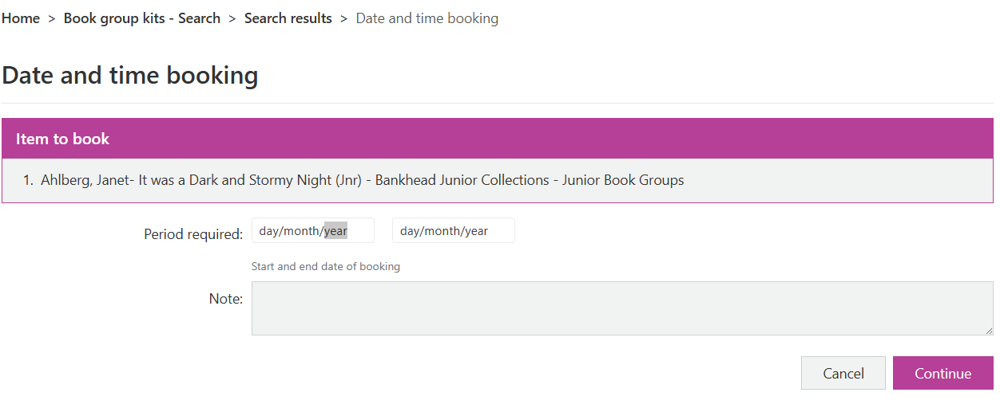 Home > Book group kits - Search > Search results > Date and time booking
Date and time booking
Item to book
1. Ahlberg, Janet- It was a Dark and Stormy Night (Jnr) - Bankhead Junior Collections - Junior Book Groups
Period required: day/month/year day/month/year
Start and end date of booking
Note:
Cancel Continue